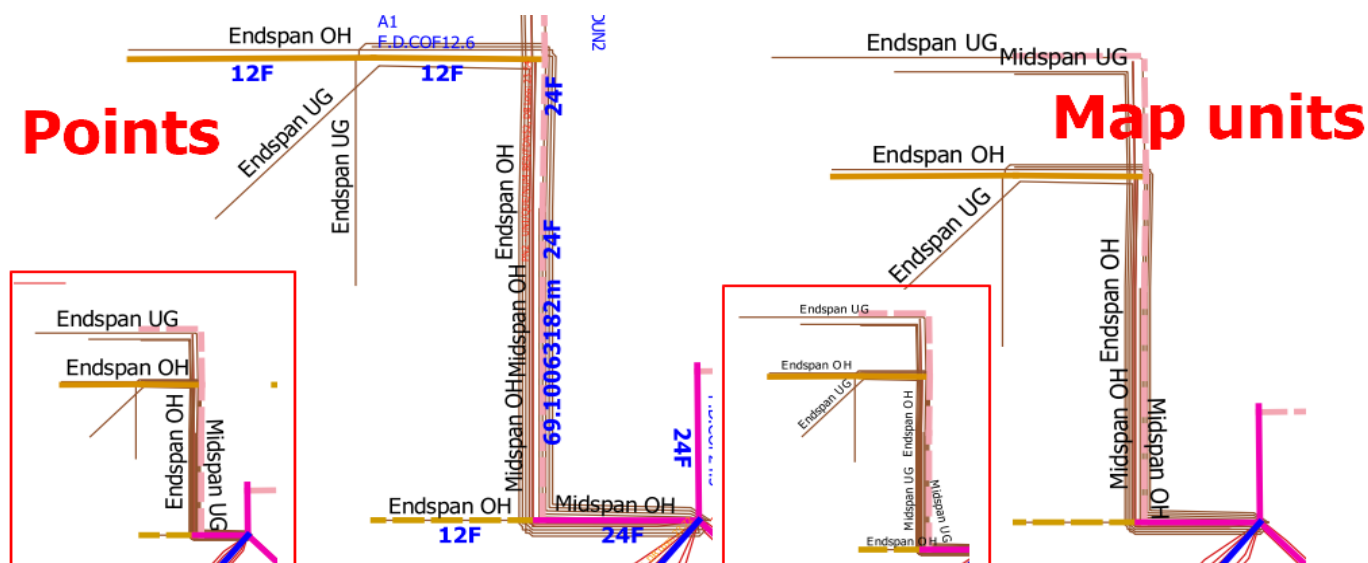 Endspan OH
A1
F.D.COF12.6
12F
12F
24F
Points
Endspan UG
Endspan UG
Endspan OH
24F
Midspan OH
Midspan OH
69.10063182m
Endspan OH
Midspan OH
12F
24F
24F
Endspan UG
Endspan OH
Endspan OH
Midspan UG
Endspan UG
Midspan UG
Map units
Endspan OH
Endspan UG
Endspan OH
Midspan OH
Midspan OH
Endspan UG
Endspan OH
Endspan UG
Endspan OH
Midspan UG
Midspan UG
Endspan OH